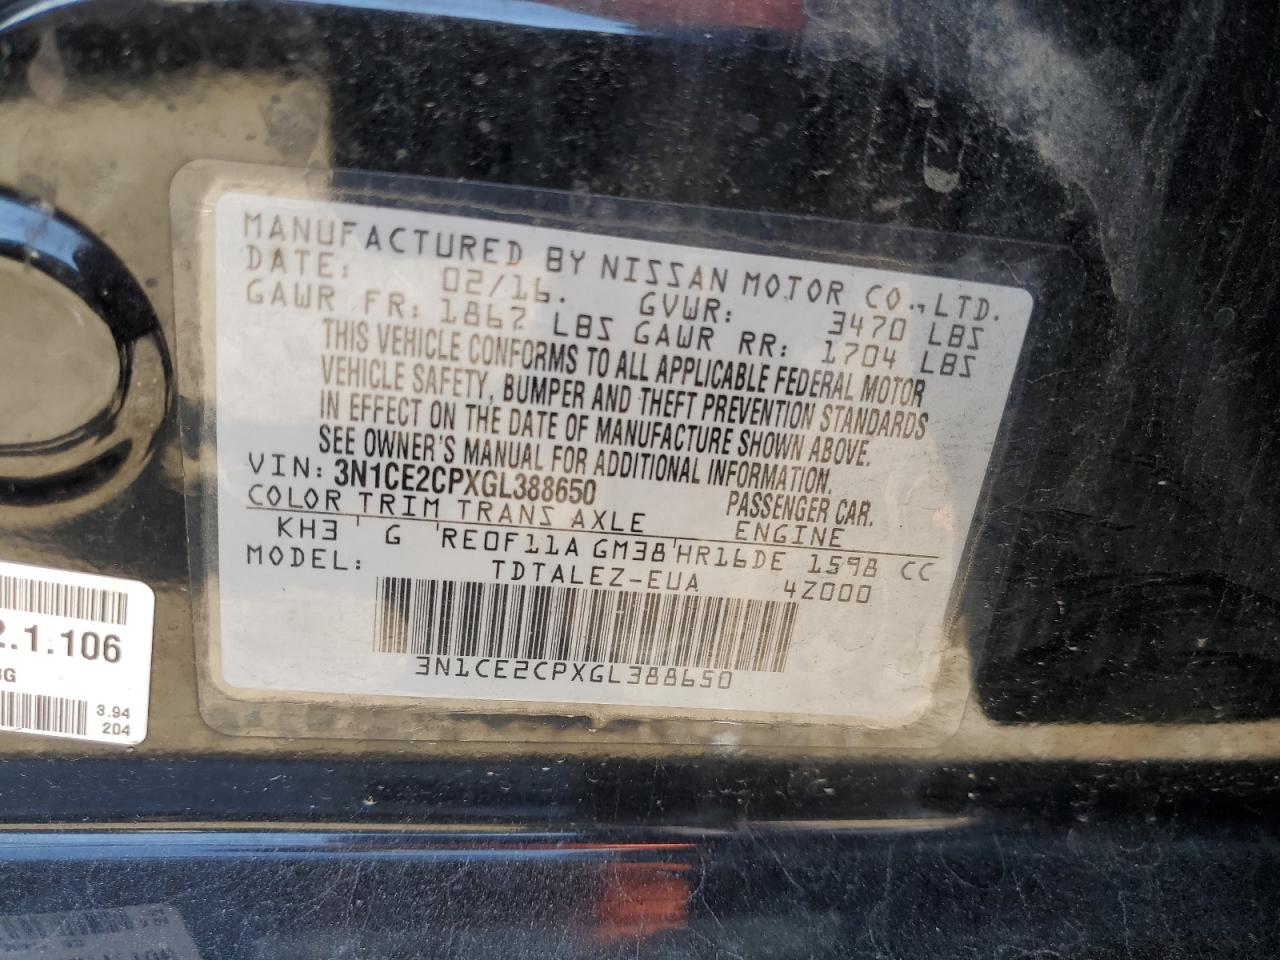 MANUFACTURED BY NISSAN MOTOR CO., LTD.
DATE: 02/16. GVWR: 3470 LBS
GAWR FR: 1867 LBS GAWR RR: 1704 LBS
THIS VEHICLE CONFORMS TO ALL APPLICABLE FEDERAL MOTOR
VEHICLE SAFETY, BUMPER AND THEFT PREVENTION STANDARDS
IN EFFECT ON THE DATE OF MANUFACTURE SHOWN ABOVE.
SEE OWNER'S MANUAL FOR ADDITIONAL INFORMATION.
VIN: 3N1CE2CPXGL388650 PASSENGER CAR.
COLOR TRIM TRANS AXLE ENGINE
KH3 ' G ' RE0F11A GM38 ' HR16DE 1598 CC
MODEL: TDTALEZ-EUA 4Z000
3N1CE2CPXGL388650
2.1.106
3.94
204